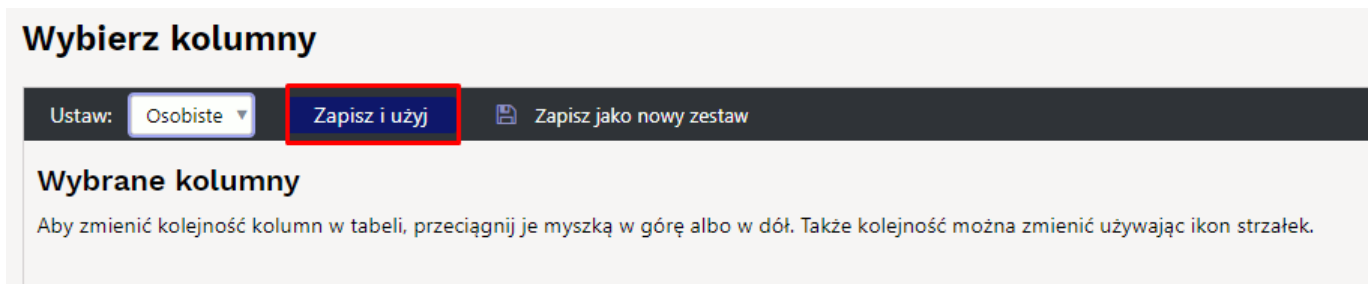 Wybierz kolumny
Ustaw: Osobiste Zapisz i użyj Zapisz jako nowy zestaw
Wybrane kolumny
Aby zmienić kolejność kolumn w tabeli, przeciągnij je myszką w górę albo w dół. Także kolejność można zmienić używając ikon strzałek.